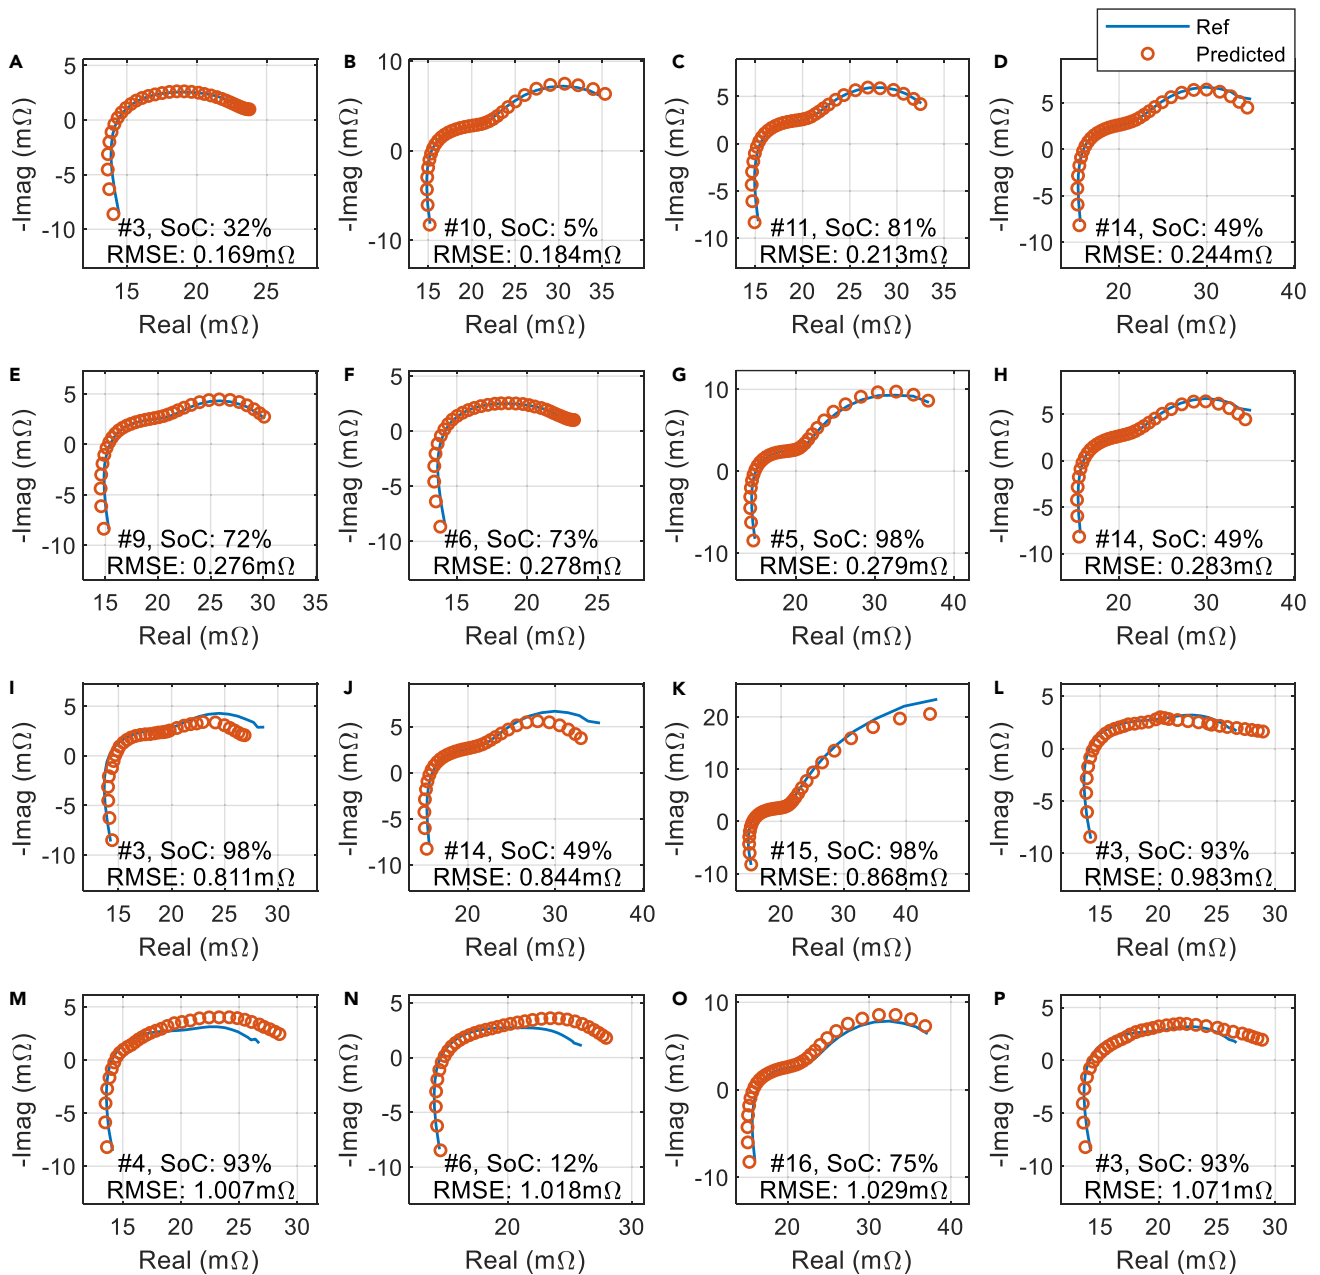 Ref
Predicted
A
5
0
-5
-10
-Imag (mΩ)
#3, SoC: 32%
RMSE: 0.169mΩ
15 20 25
Real (mΩ)
B
10
0
-10
-Imag (mΩ)
#10, SoC: 5%
RMSE: 0.184mΩ
15 20 25 30 35
Real (mΩ)
C
5
0
-5
-10
-Imag (mΩ)
#11, SoC: 81%
RMSE: 0.213mΩ
15 20 25 30 35
Real (mΩ)
D
5
0
-5
-10
-Imag (mΩ)
#14, SoC: 49%
RMSE: 0.244mΩ
20 30 40
Real (mΩ)
E
5
0
-5
-10
-Imag (mΩ)
#9, SoC: 72%
RMSE: 0.276mΩ
15 20 25 30 35
Real (mΩ)
F
5
0
-5
-10
-Imag (mΩ)
#6, SoC: 73%
RMSE: 0.278mΩ
15 20 25
Real (mΩ)
G
10
0
-10
-Imag (mΩ)
#5, SoC: 98%
RMSE: 0.279mΩ
20 30 40
Real (mΩ)
H
5
0
-5
-10
-Imag (mΩ)
#14, SoC: 49%
RMSE: 0.283mΩ
20 30 40
Real (mΩ)
I
5
0
-5
-10
-Imag (mΩ)
#3, SoC: 98%
RMSE: 0.811mΩ
15 20 25 30
Real (mΩ)
J
5
0
-5
-10
-Imag (mΩ)
#14, SoC: 49%
RMSE: 0.844mΩ
20 30 40
Real (mΩ)
K
20
10
0
-10
-Imag (mΩ)
#15, SoC: 98%
RMSE: 0.868mΩ
20 30 40
Real (mΩ)
L
5
0
-5
-10
-Imag (mΩ)
#3, SoC: 93%
RMSE: 0.983mΩ
15 20 25 30
Real (mΩ)
M
5
0
-5
-10
-Imag (mΩ)
#4, SoC: 93%
RMSE: 1.007mΩ
15 20 25 30
Real (mΩ)
N
5
0
-5
-10
-Imag (mΩ)
#6, SoC: 12%
RMSE: 1.018mΩ
20 30
Real (mΩ)
O
10
0
-10
-Imag (mΩ)
#16, SoC: 75%
RMSE: 1.029mΩ
20 30 40
Real (mΩ)
P
5
0
-5
-10
-Imag (mΩ)
#3, SoC: 93%
RMSE: 1.071mΩ
15 20 25 30
Real (mΩ)